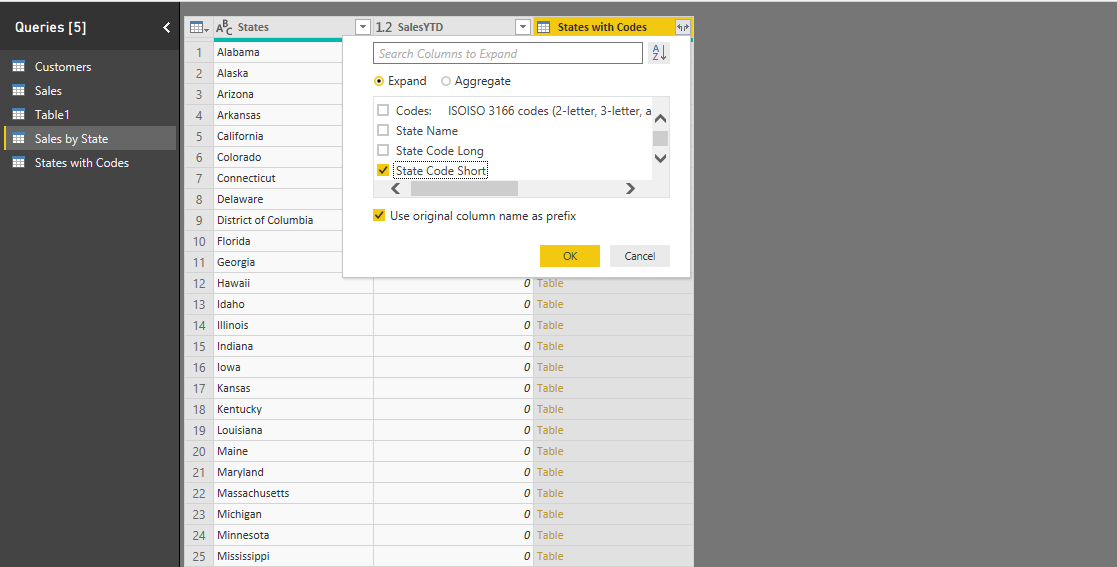 Queries [5]
Customers
Sales
Table1
Sales by State
States with Codes
ABC States 1.2 SalesYTD States with Codes
Search Columns to Expand AZ
Expand Aggregate
Codes: ISOISO 3166 codes (2-letter, 3-letter, a
State Name
State Code Long
State Code Short
Use original column name as prefix
OK Cancel
1 Alabama
2 Alaska
3 Arizona
4 Arkansas
5 California
6 Colorado
7 Connecticut
8 Delaware
9 District of Columbia
10 Florida
11 Georgia
12 Hawaii 0 Table
13 Idaho 0 Table
14 Illinois 0 Table
15 Indiana 0 Table
16 Iowa 0 Table
17 Kansas 0 Table
18 Kentucky 0 Table
19 Louisiana 0 Table
20 Maine 0 Table
21 Maryland 0 Table
22 Massachusetts 0 Table
23 Michigan 0 Table
24 Minnesota 0 Table
25 Mississippi 0 Table